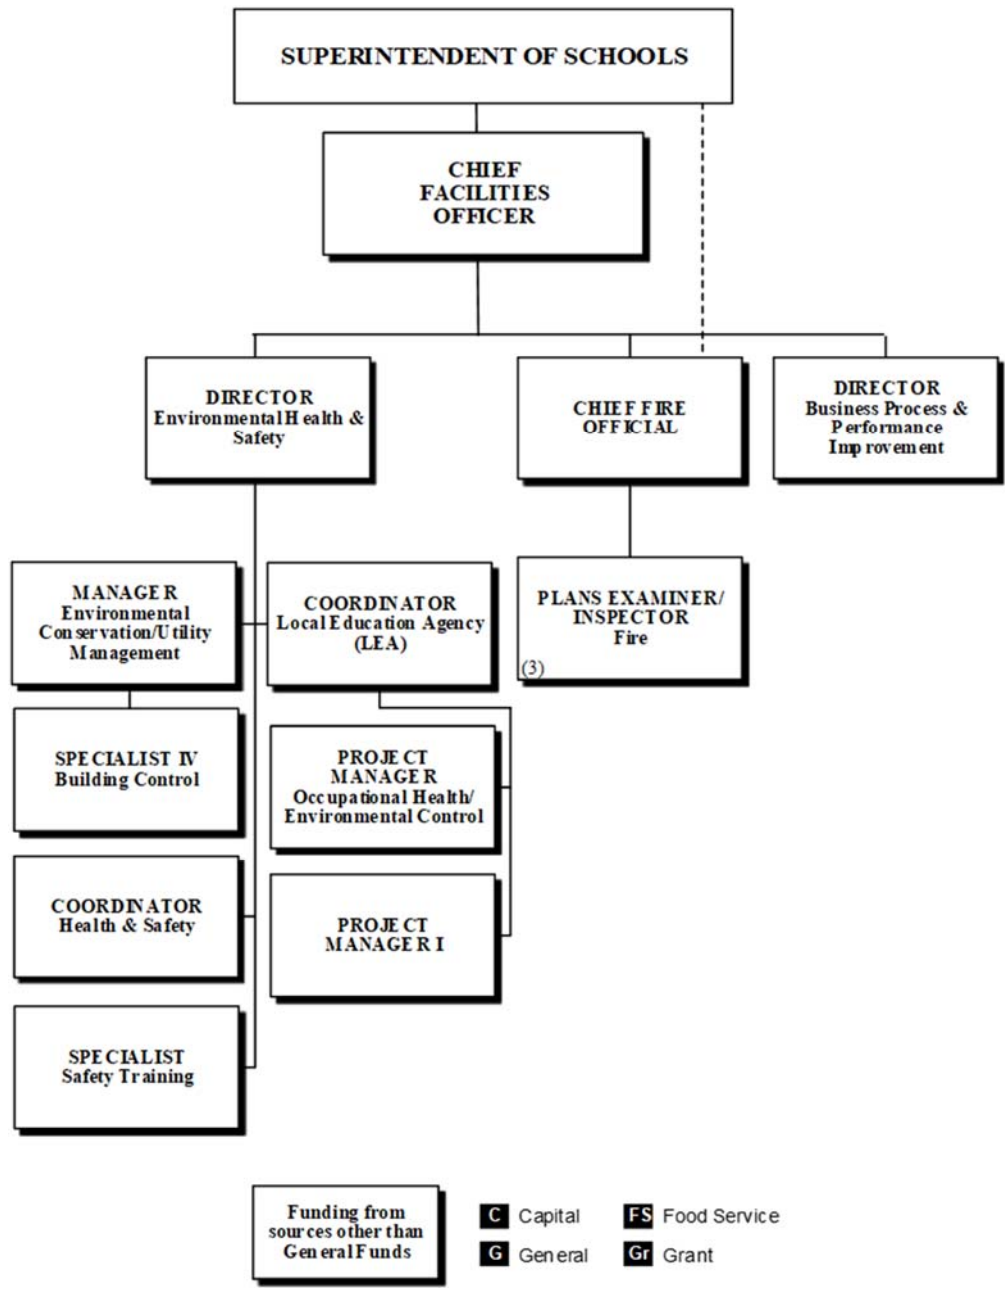 SUPERINTENDENT OF SCHOOLS
CHIEF
FACILITIES
OFFICER
DIRECTOR
Environmental Health &
Safety
CHIEF FIRE
OFFICIAL
DIRECTOR
Business Process &
Performance
Improvement
MANAGER
Environmental
Conservation/Utility
Management
COORDINATOR
Local Education Agency
(LEA)
PLANS EXAMINER/
INSPECTOR
Fire
(3)
SPECIALIST IV
Building Control
PROJECT
MANAGER
Occupational Health/
Environmental Control
COORDINATOR
Health & Safety
PROJECT
MANAGER I
SPECIALIST
Safety Training
Funding from
sources other than
General Funds
C Capital
FS Food Service
G General
Gr Grant